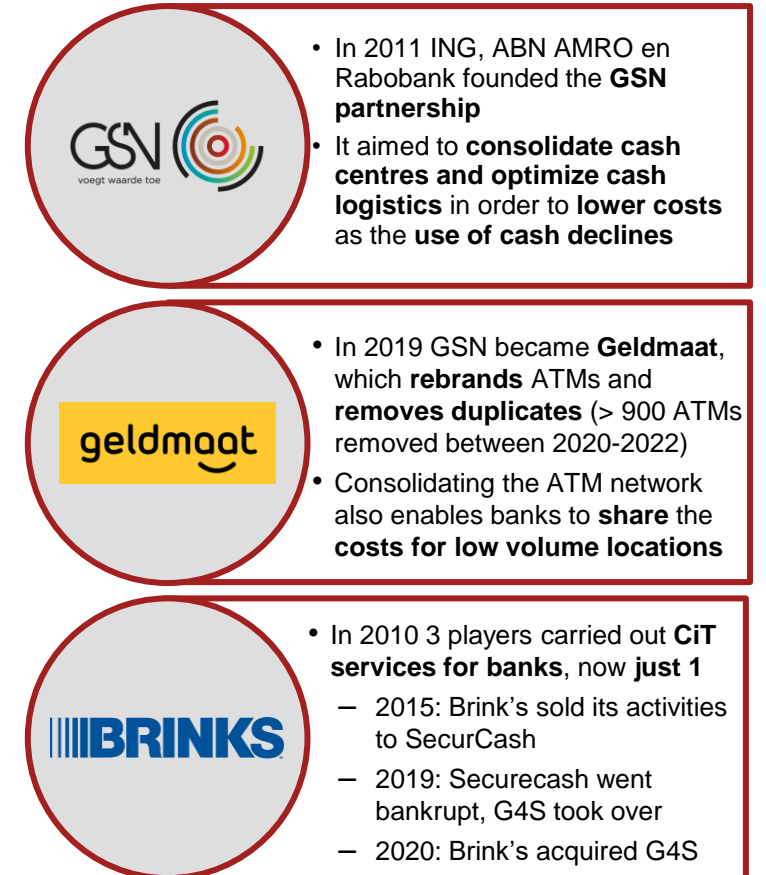 GSN
voegt waarde toe
• In 2011 ING, ABN AMRO en
Rabobank founded the GSN
partnership
• It aimed to consolidate cash
centres and optimize cash
logistics in order to lower costs
as the use of cash declines
geldmaat
• In 2019 GSN became Geldmaat,
which rebrands ATMs and
removes duplicates (> 900 ATMs
removed between 2020-2022)
• Consolidating the ATM network
also enables banks to share the
costs for low volume locations
BRINKS
• In 2010 3 players carried out CiT
services for banks, now just 1
– 2015: Brink's sold its activities
to SecurCash
– 2019: Securecash went
bankrupt, G4S took over
– 2020: Brink's acquired G4S